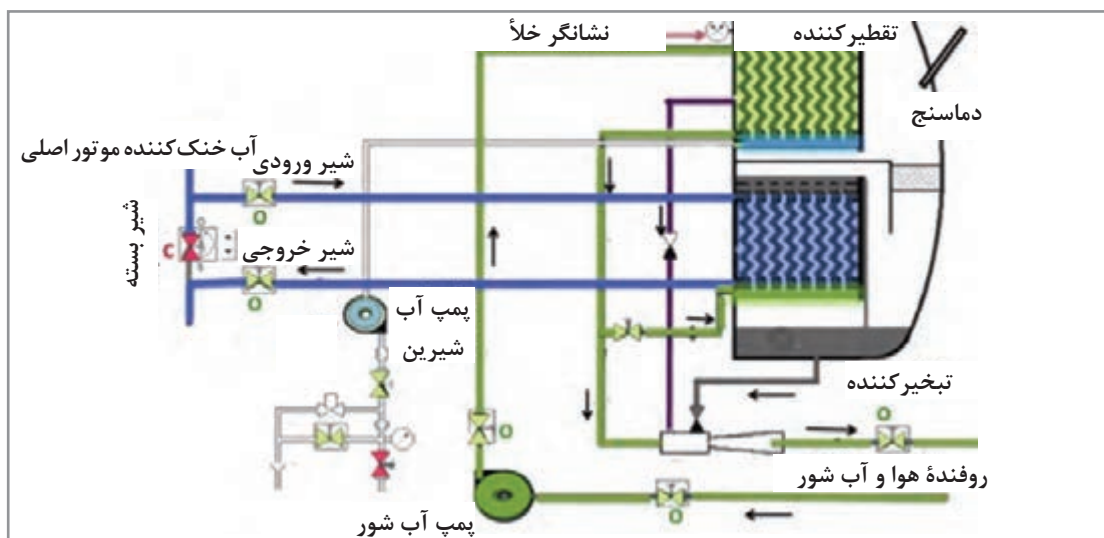 تقطیرکننده
نشانگر خلأ
دماسنج
آب خنک‌کننده موتور اصلی
شیر ورودی
O
شیر بسته
C
شیر خروجی
O
پمپ آب
شیرین
تبخیرکننده
O
O
روفندهٔ هوا و آب شور
پمپ آب شور
O